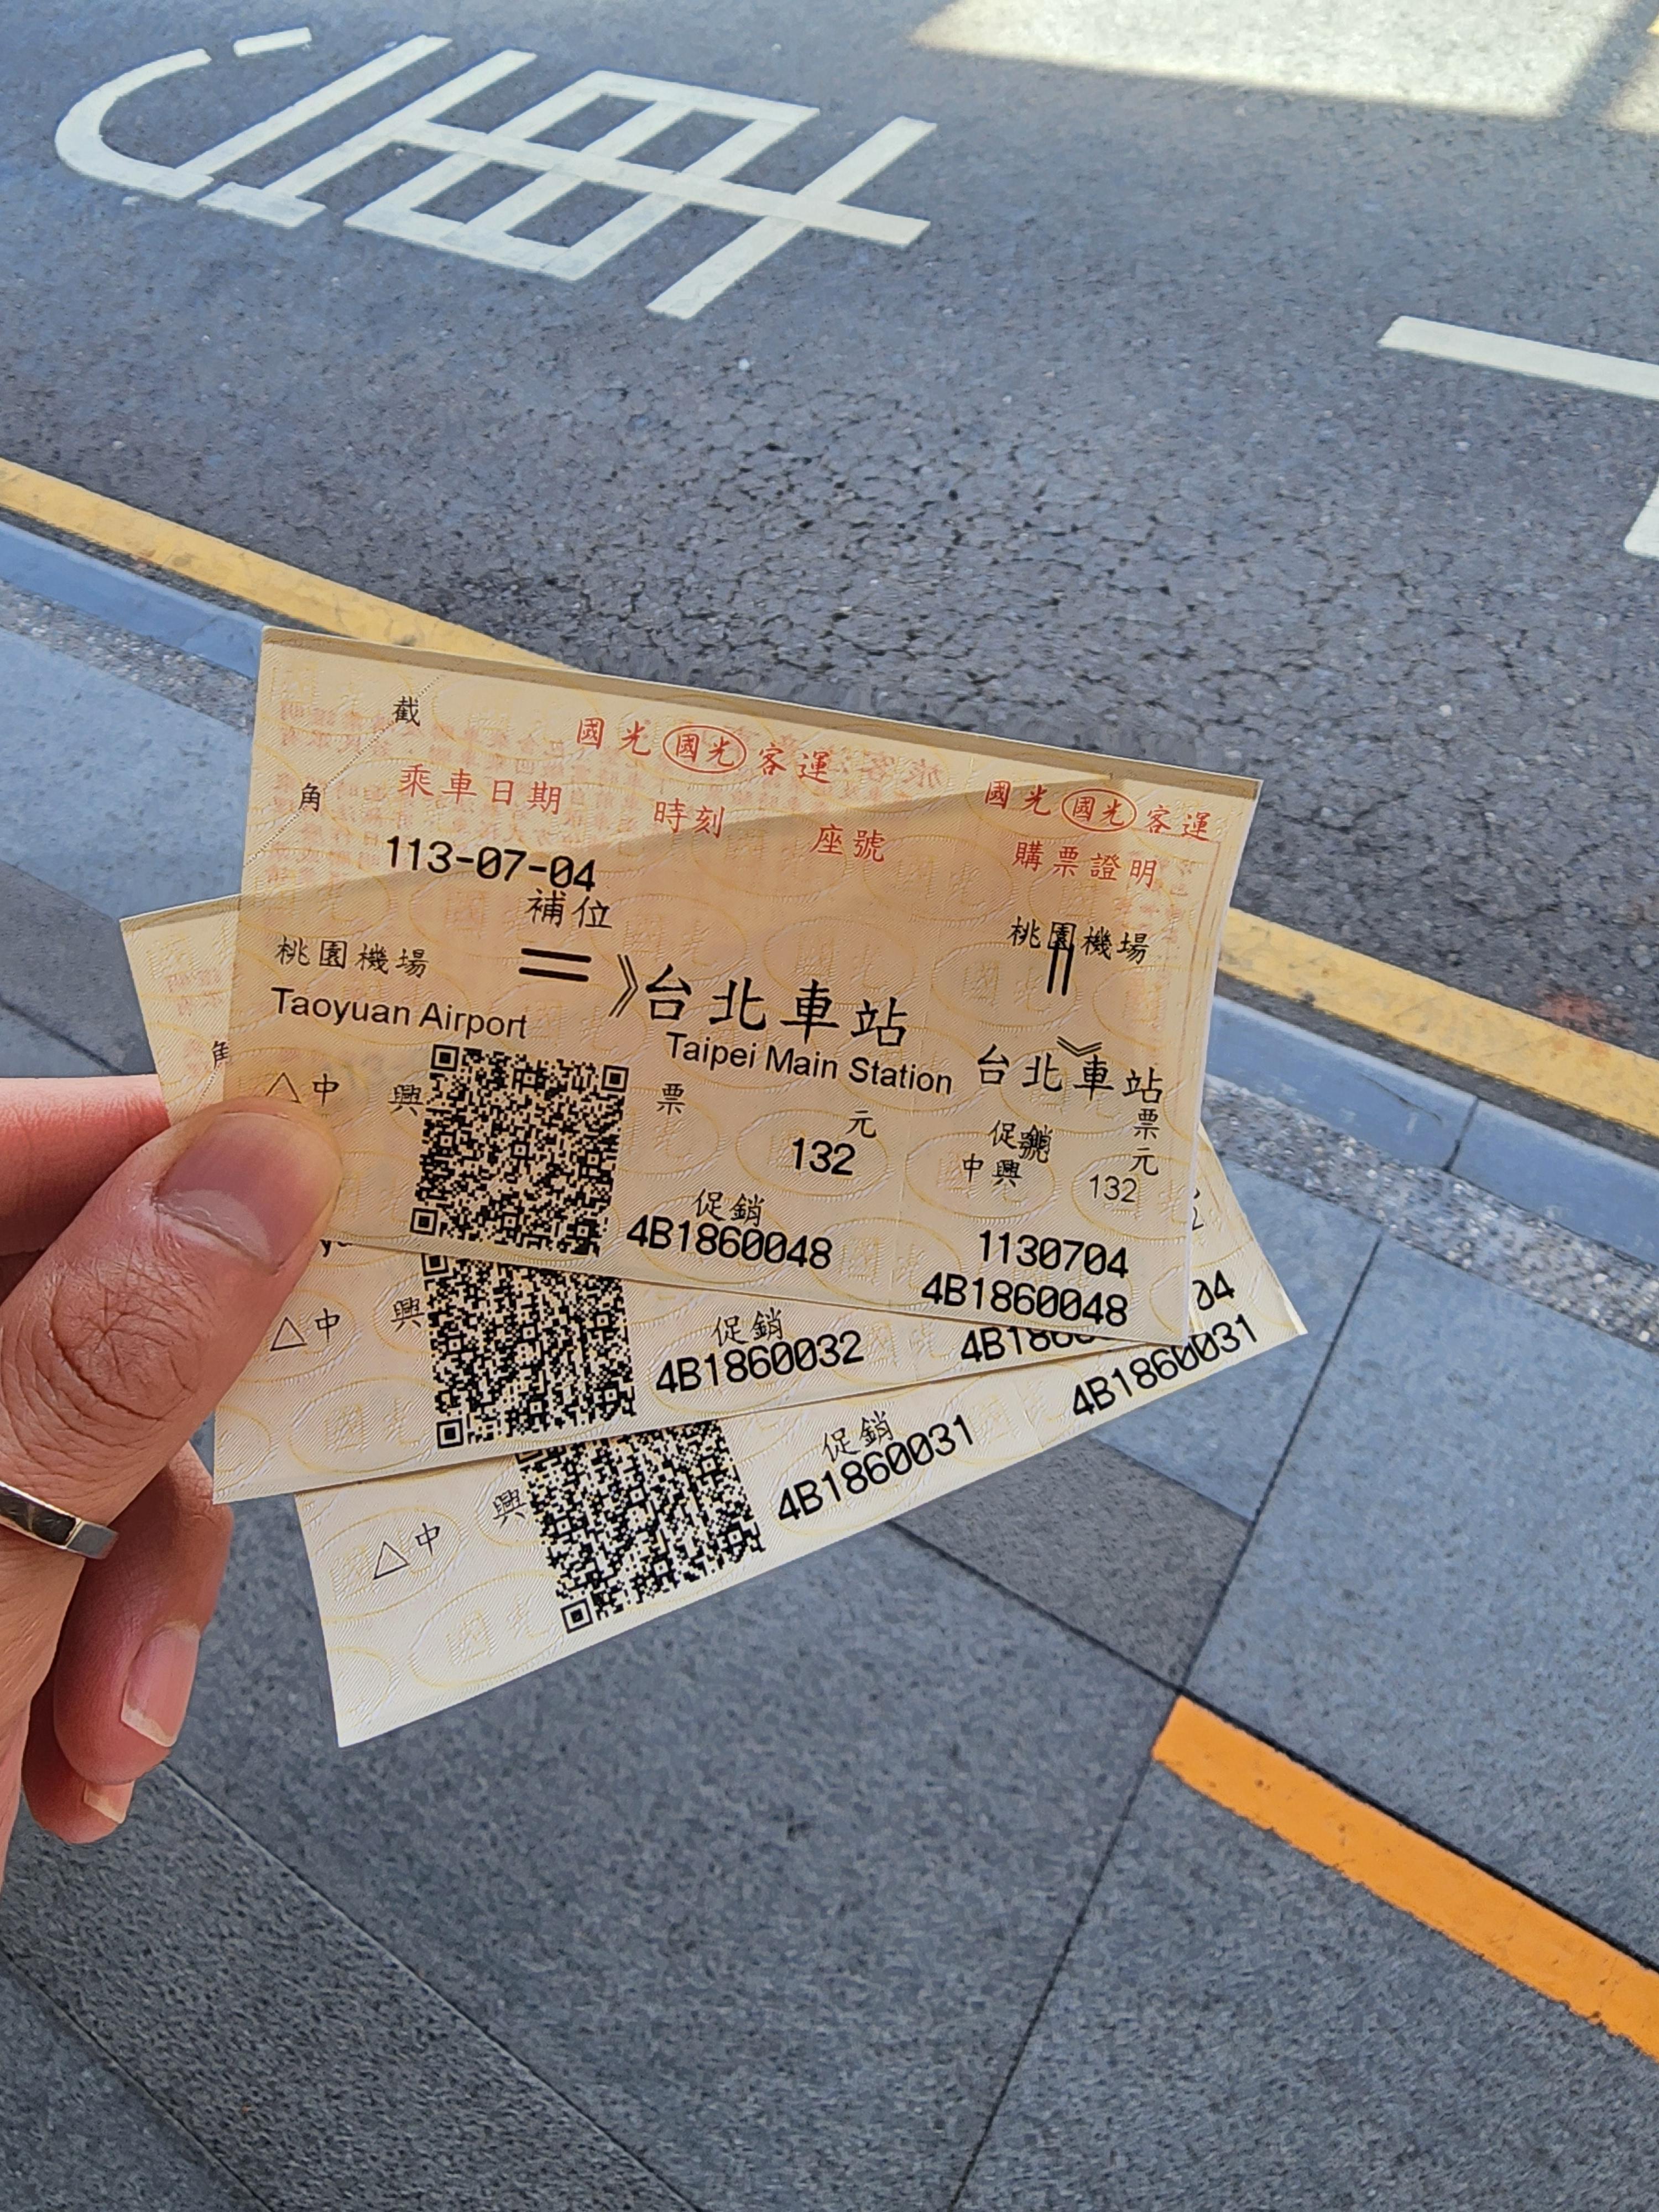 截
角
國光 國光 客運
乘車日期 時刻 座號
113-07-04
補位
桃園機場 =》台北車站
Taoyuan Airport
Taipei Main Station
△中 興 票
元
132
促銷
4B1860048
國光 國光 客運
購票證明
桃園機場
台北車站
促銷 票
中興 元
132
1130704
4B1860048
角
△中 興
促銷
4B1860032
△中 興
促銷
4B1860031
04
4B1860031